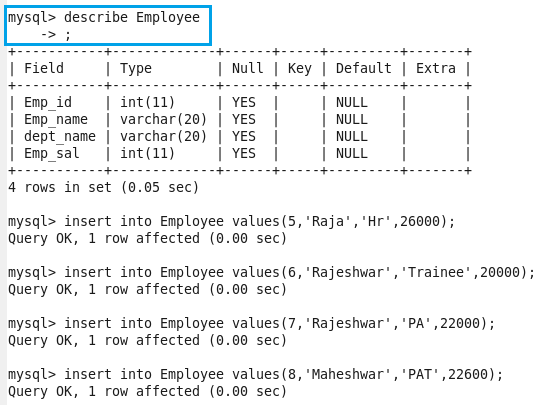 mysql> describe Employee
    -> ;
+-----------+-------------+------+-----+---------+-------+
| Field     | Type        | Null | Key | Default | Extra |
+-----------+-------------+------+-----+---------+-------+
| Emp_id    | int(11)     | YES  |     | NULL    |       |
| Emp_name  | varchar(20) | YES  |     | NULL    |       |
| dept_name | varchar(20) | YES  |     | NULL    |       |
| Emp_sal   | int(11)     | YES  |     | NULL    |       |
+-----------+-------------+------+-----+---------+-------+
4 rows in set (0.05 sec)

mysql> insert into Employee values(5,'Raja','Hr',26000);
Query OK, 1 row affected (0.00 sec)

mysql> insert into Employee values(6,'Rajeshwar','Trainee',20000);
Query OK, 1 row affected (0.00 sec)

mysql> insert into Employee values(7,'Rajeshwar','PA',22000);
Query OK, 1 row affected (0.00 sec)

mysql> insert into Employee values(8,'Maheshwar','PAT',22600);
Query OK, 1 row affected (0.00 sec)